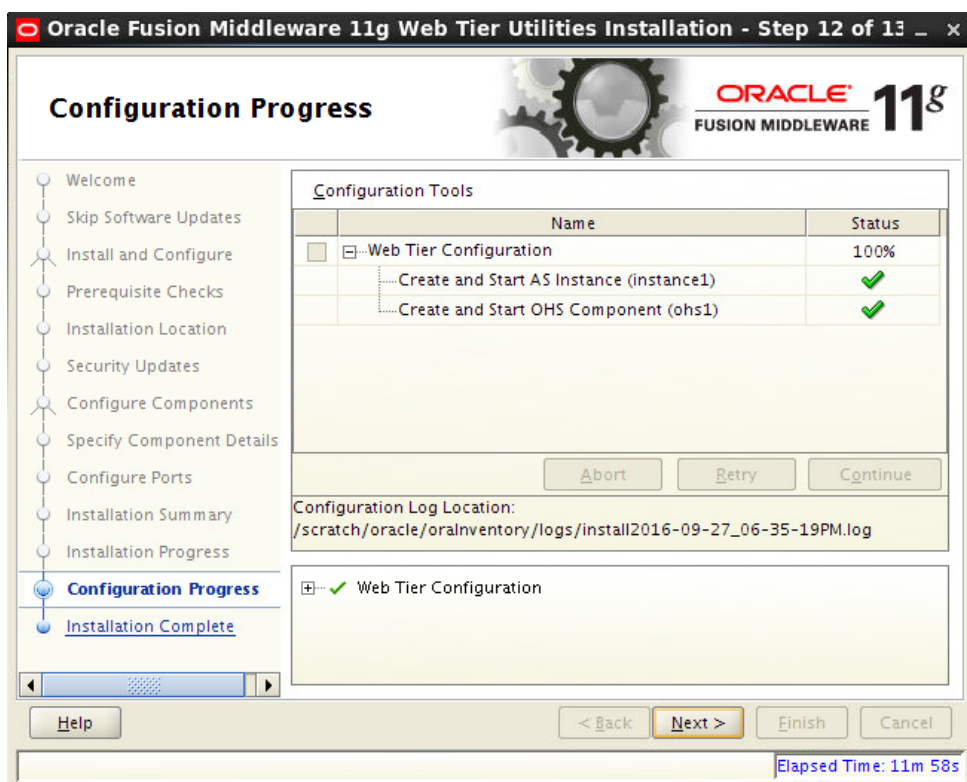 Oracle Fusion Middleware 11g Web Tier Utilities Installation - Step 12 of 13
Configuration Progress
ORACLE 11g
FUSION MIDDLEWARE
Welcome
Skip Software Updates
Install and Configure
Prerequisite Checks
Installation Location
Security Updates
Configure Components
Specify Component Details
Configure Ports
Installation Summary
Installation Progress
Configuration Progress
Installation Complete
Configuration Tools
Name Status
Web Tier Configuration 100%
Create and Start AS Instance (instance1)
Create and Start OHS Component (ohs1)
Abort Retry Continue
Configuration Log Location:
/scratch/oracle/oraInventory/logs/install2016-09-27_06-35-19PM.log
Web Tier Configuration
Help < Back Next > Finish Cancel
Elapsed Time: 11m 58s